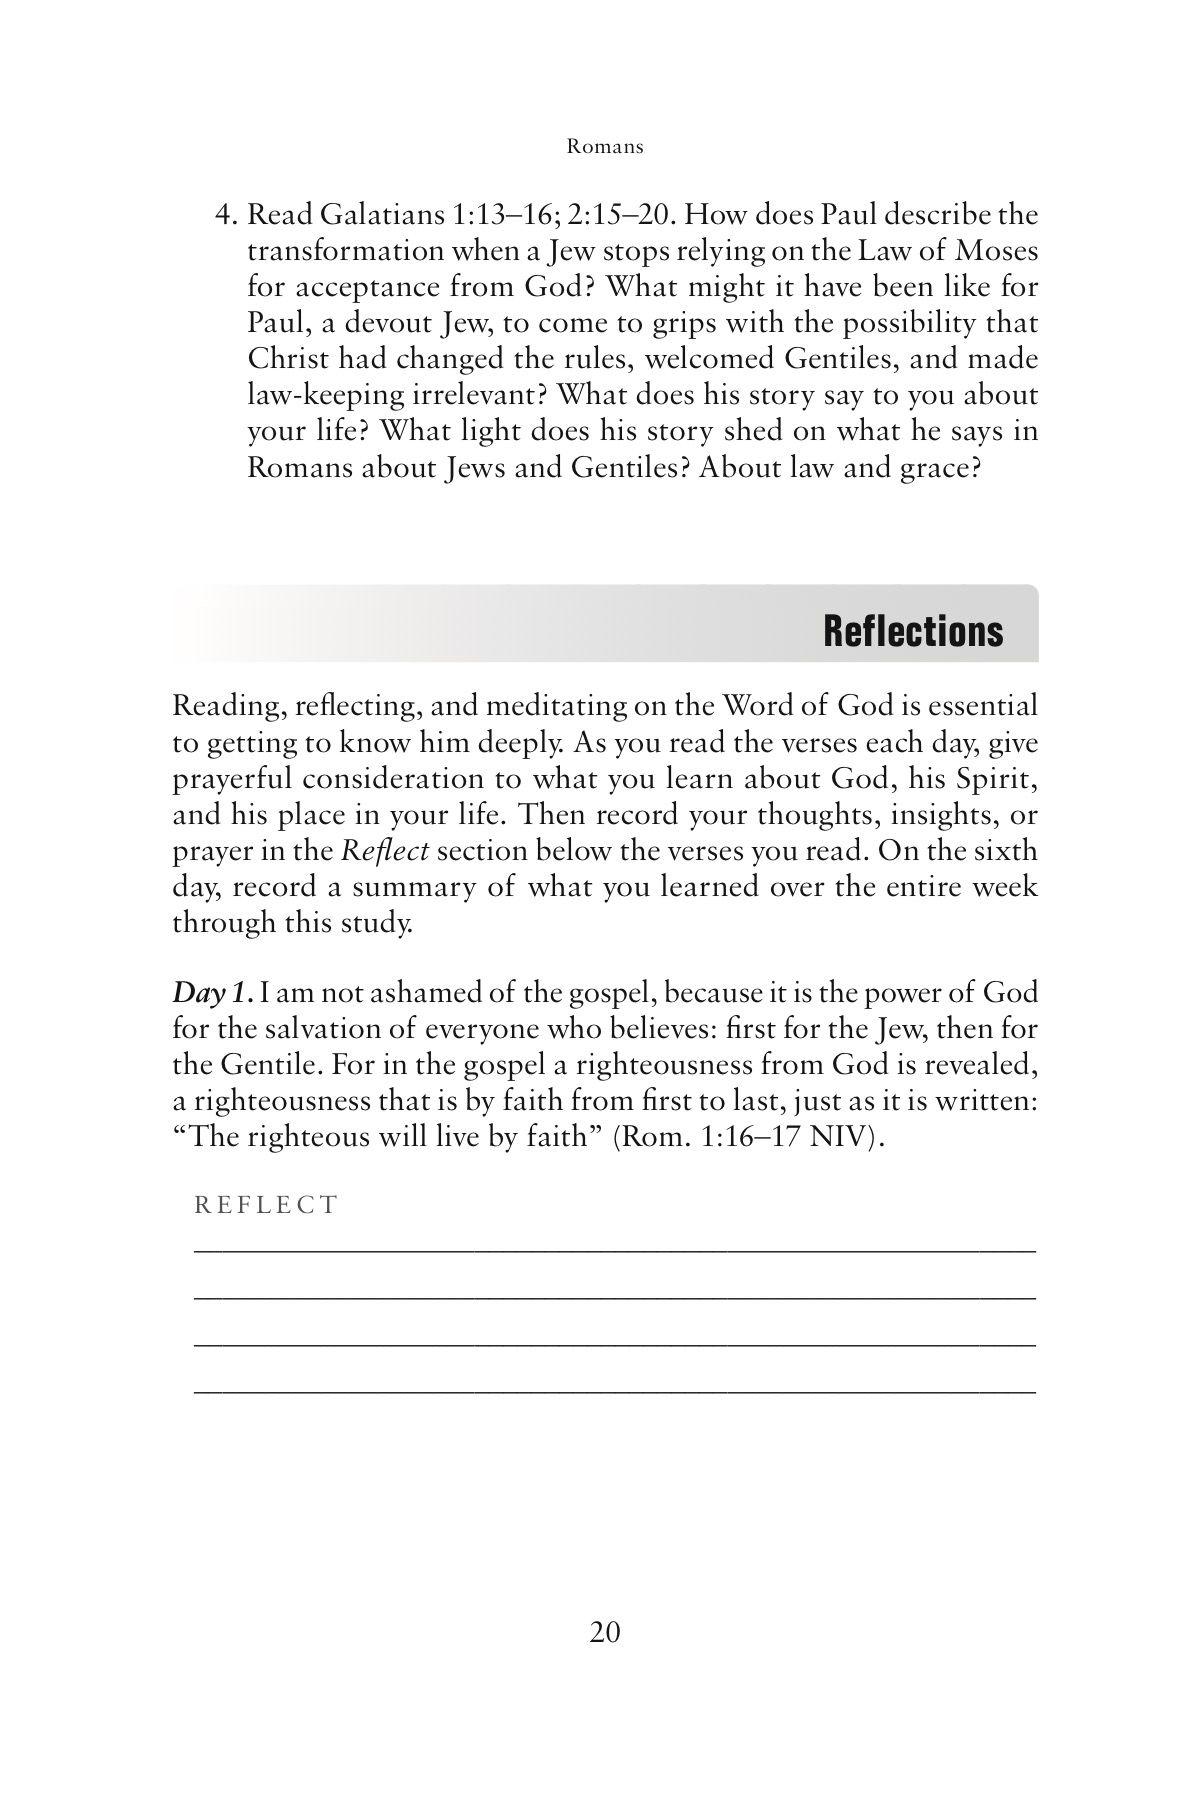 Romans
4. Read Galatians 1:13–16; 2:15–20. How does Paul describe the
transformation when a Jew stops relying on the Law of Moses
for acceptance from God? What might it have been like for
Paul, a devout Jew, to come to grips with the possibility that
Christ had changed the rules, welcomed Gentiles, and made
law-keeping irrelevant? What does his story say to you about
your life? What light does his story shed on what he says in
Romans about Jews and Gentiles? About law and grace?
Reflections
Reading, reflecting, and meditating on the Word of God is essential
to getting to know him deeply. As you read the verses each day, give
prayerful consideration to what you learn about God, his Spirit,
and his place in your life. Then record your thoughts, insights, or
prayer in the Reflect section below the verses you read. On the sixth
day, record a summary of what you learned over the entire week
through this study.
Day 1. I am not ashamed of the gospel, because it is the power of God
for the salvation of everyone who believes: first for the Jew, then for
the Gentile. For in the gospel a righteousness from God is revealed,
a righteousness that is by faith from first to last, just as it is written:
“The righteous will live by faith” (Rom. 1:16–17 NIV).
REFLECT
20